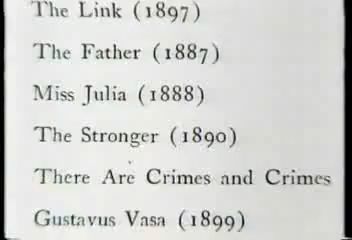 The Link (1897)
The Father (1887)
Miss Julia (1888)
The Stronger (1890)
There Are Crimes and Crimes
Gustavus Vasa (1899)